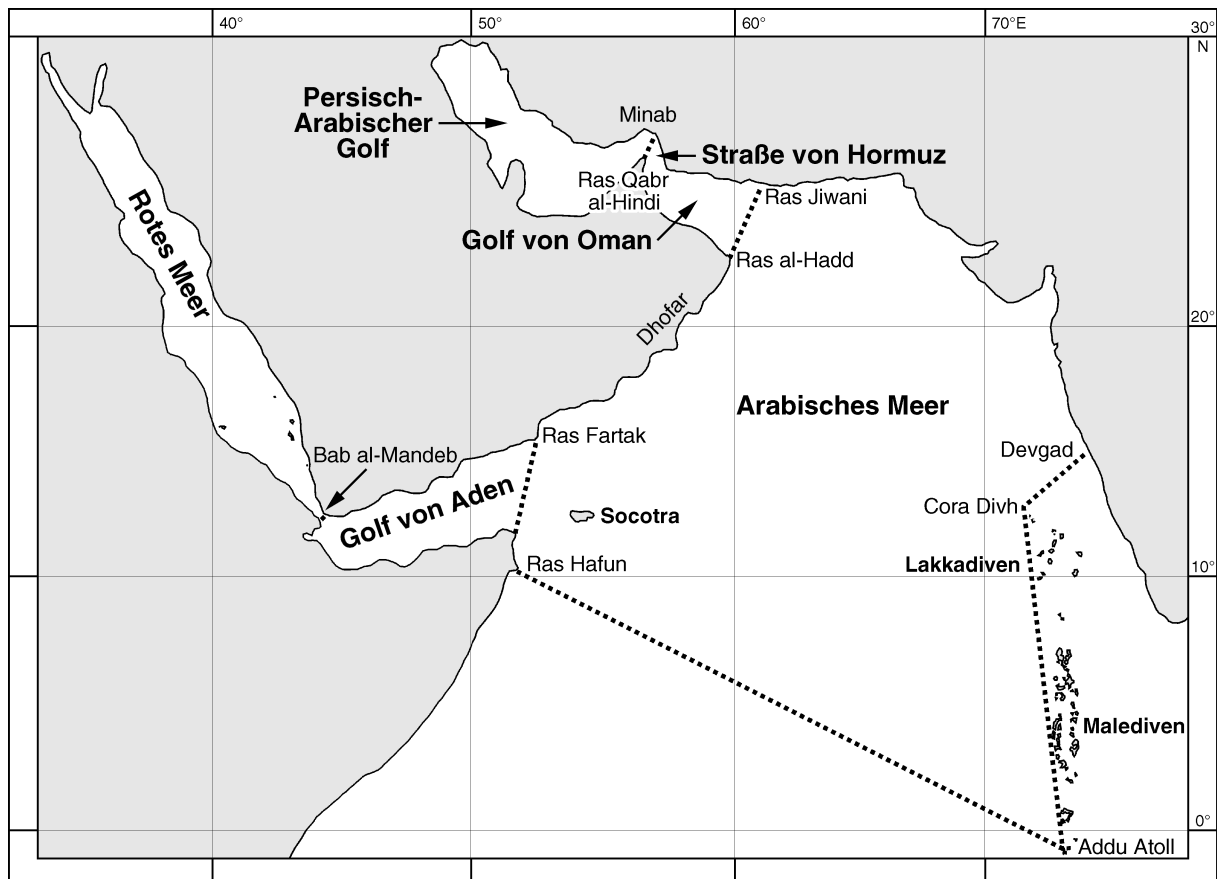 40°
50°
60°
70°E
30°
N
Persisch-
Arabischer
Golf
Minab
Straße von Hormuz
Ras Qabr
al-Hindi
Ras Jiwani
Rotes Meer
Golf von Oman
Ras al-Hadd
Dhofar
20°
Arabisches Meer
Ras Fartak
Bab al-Mandeb
Devgad
Golf von Aden
Socotra
Cora Divh
Ras Hafun
Lakkadiven
10°
Malediven
0°
Addu Atoll